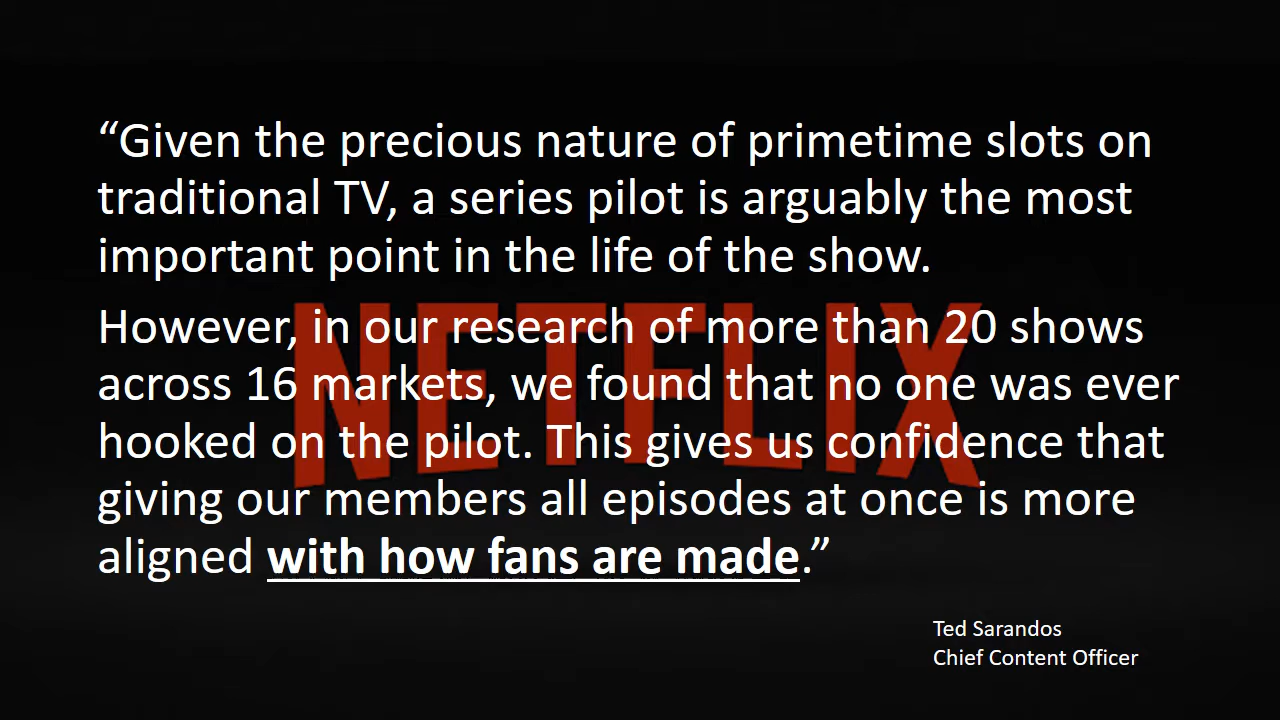 “Given the precious nature of primetime slots on
traditional TV, a series pilot is arguably the most
important point in the life of the show.
However, in our research of more than 20 shows
across 16 markets, we found that no one was ever
hooked on the pilot. This gives us confidence that
giving our members all episodes at once is more
aligned with how fans are made.”
NETFLIX
Ted Sarandos
Chief Content Officer